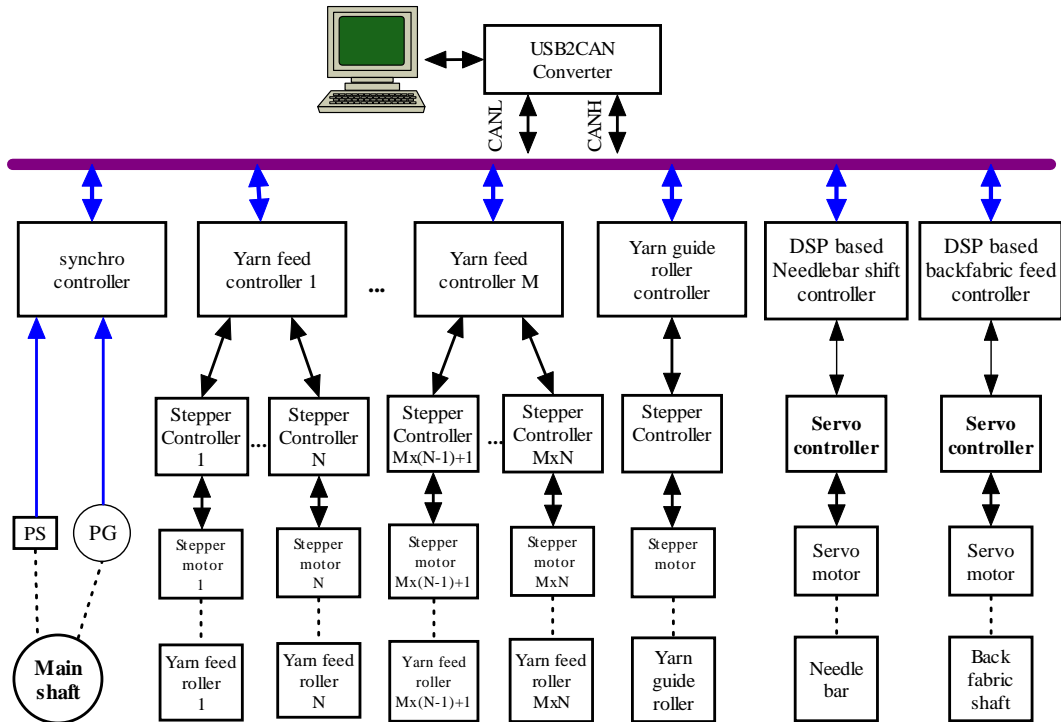 USB2CAN
Converter
CANL
CANH
synchro
controller
Yarn feed
controller 1
...
Yarn feed
controller M
Yarn guide
roller
controller
DSP based
Needlebar shift
controller
DSP based
backfabric feed
controller
Stepper
Controller
1
...
Stepper
Controller
N
Stepper
Controller
Mx(N-1)+1
...
Stepper
Controller
MxN
Stepper
Controller
Servo
controller
Servo
controller
PS
PG
Stepper
motor
1
Stepper
motor
N
Stepper
motor
Mx(N-1)+1
Stepper
motor
MxN
Stepper
motor
Servo
motor
Servo
motor
Main
shaft
Yarn feed
roller
1
Yarn feed
roller
N
Yarn feed
roller
Mx(N-1)+1
Yarn feed
roller
MxN
Yarn
guide
roller
Needle
bar
Back
fabric
shaft